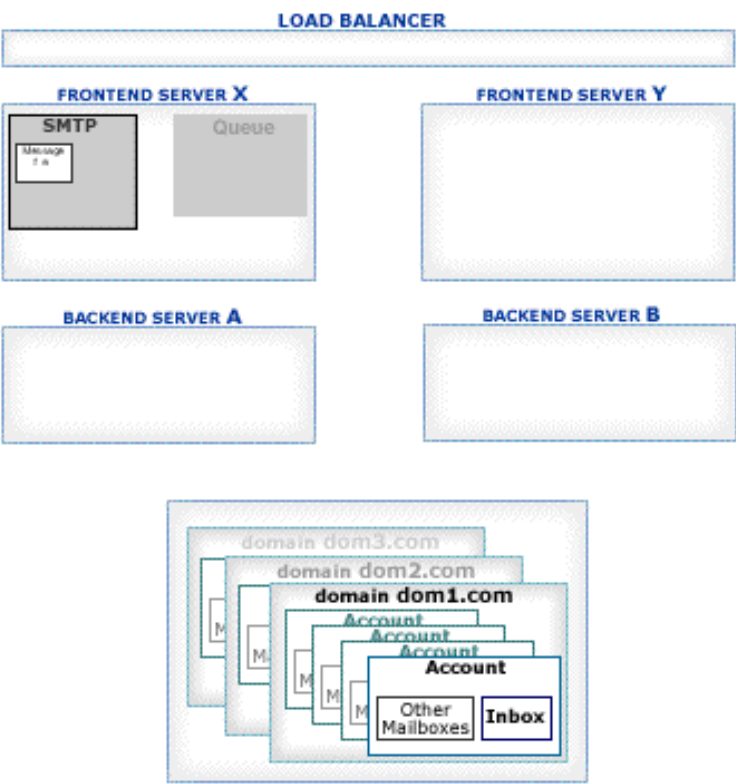 LOAD BALANCER
FRONTEND SERVER X
FRONTEND SERVER Y
SMTP
Queue
Message
BACKEND SERVER A
BACKEND SERVER B
domain dom3.com
domain dom2.com
domain dom1.com
Account
Account
Account
Account
M
M
M
M
M
Other
Mailboxes
Inbox